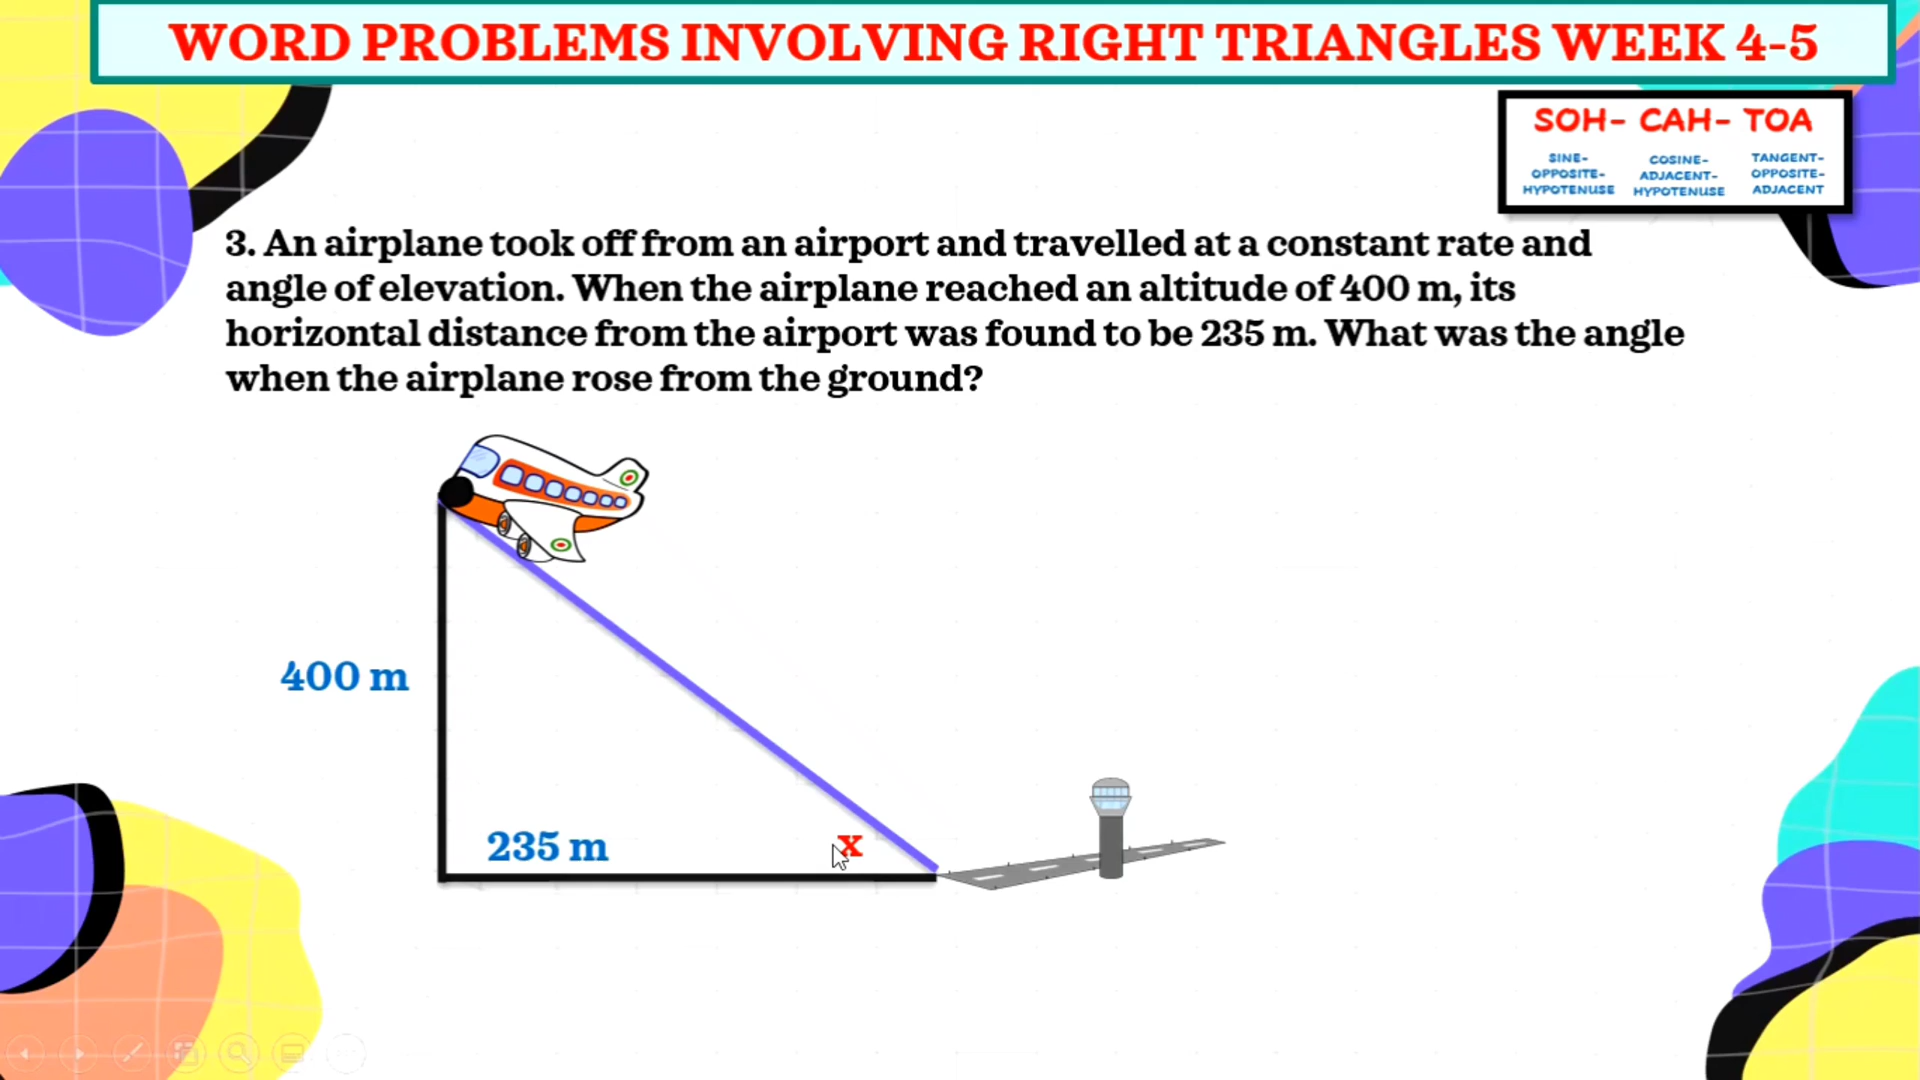 WORD PROBLEMS INVOLVING RIGHT TRIANGLES WEEK 4-5
SOH- CAH- TOA
SINE-
OPPOSITE-
HYPOTENUSE
COSINE-
ADJACENT-
HYPOTENUSE
TANGENT-
OPPOSITE-
ADJACENT
3. An airplane took off from an airport and travelled at a constant rate and
angle of elevation. When the airplane reached an altitude of 400 m, its
horizontal distance from the airport was found to be 235 m. What was the angle
when the airplane rose from the ground?
400 m
235 m
x